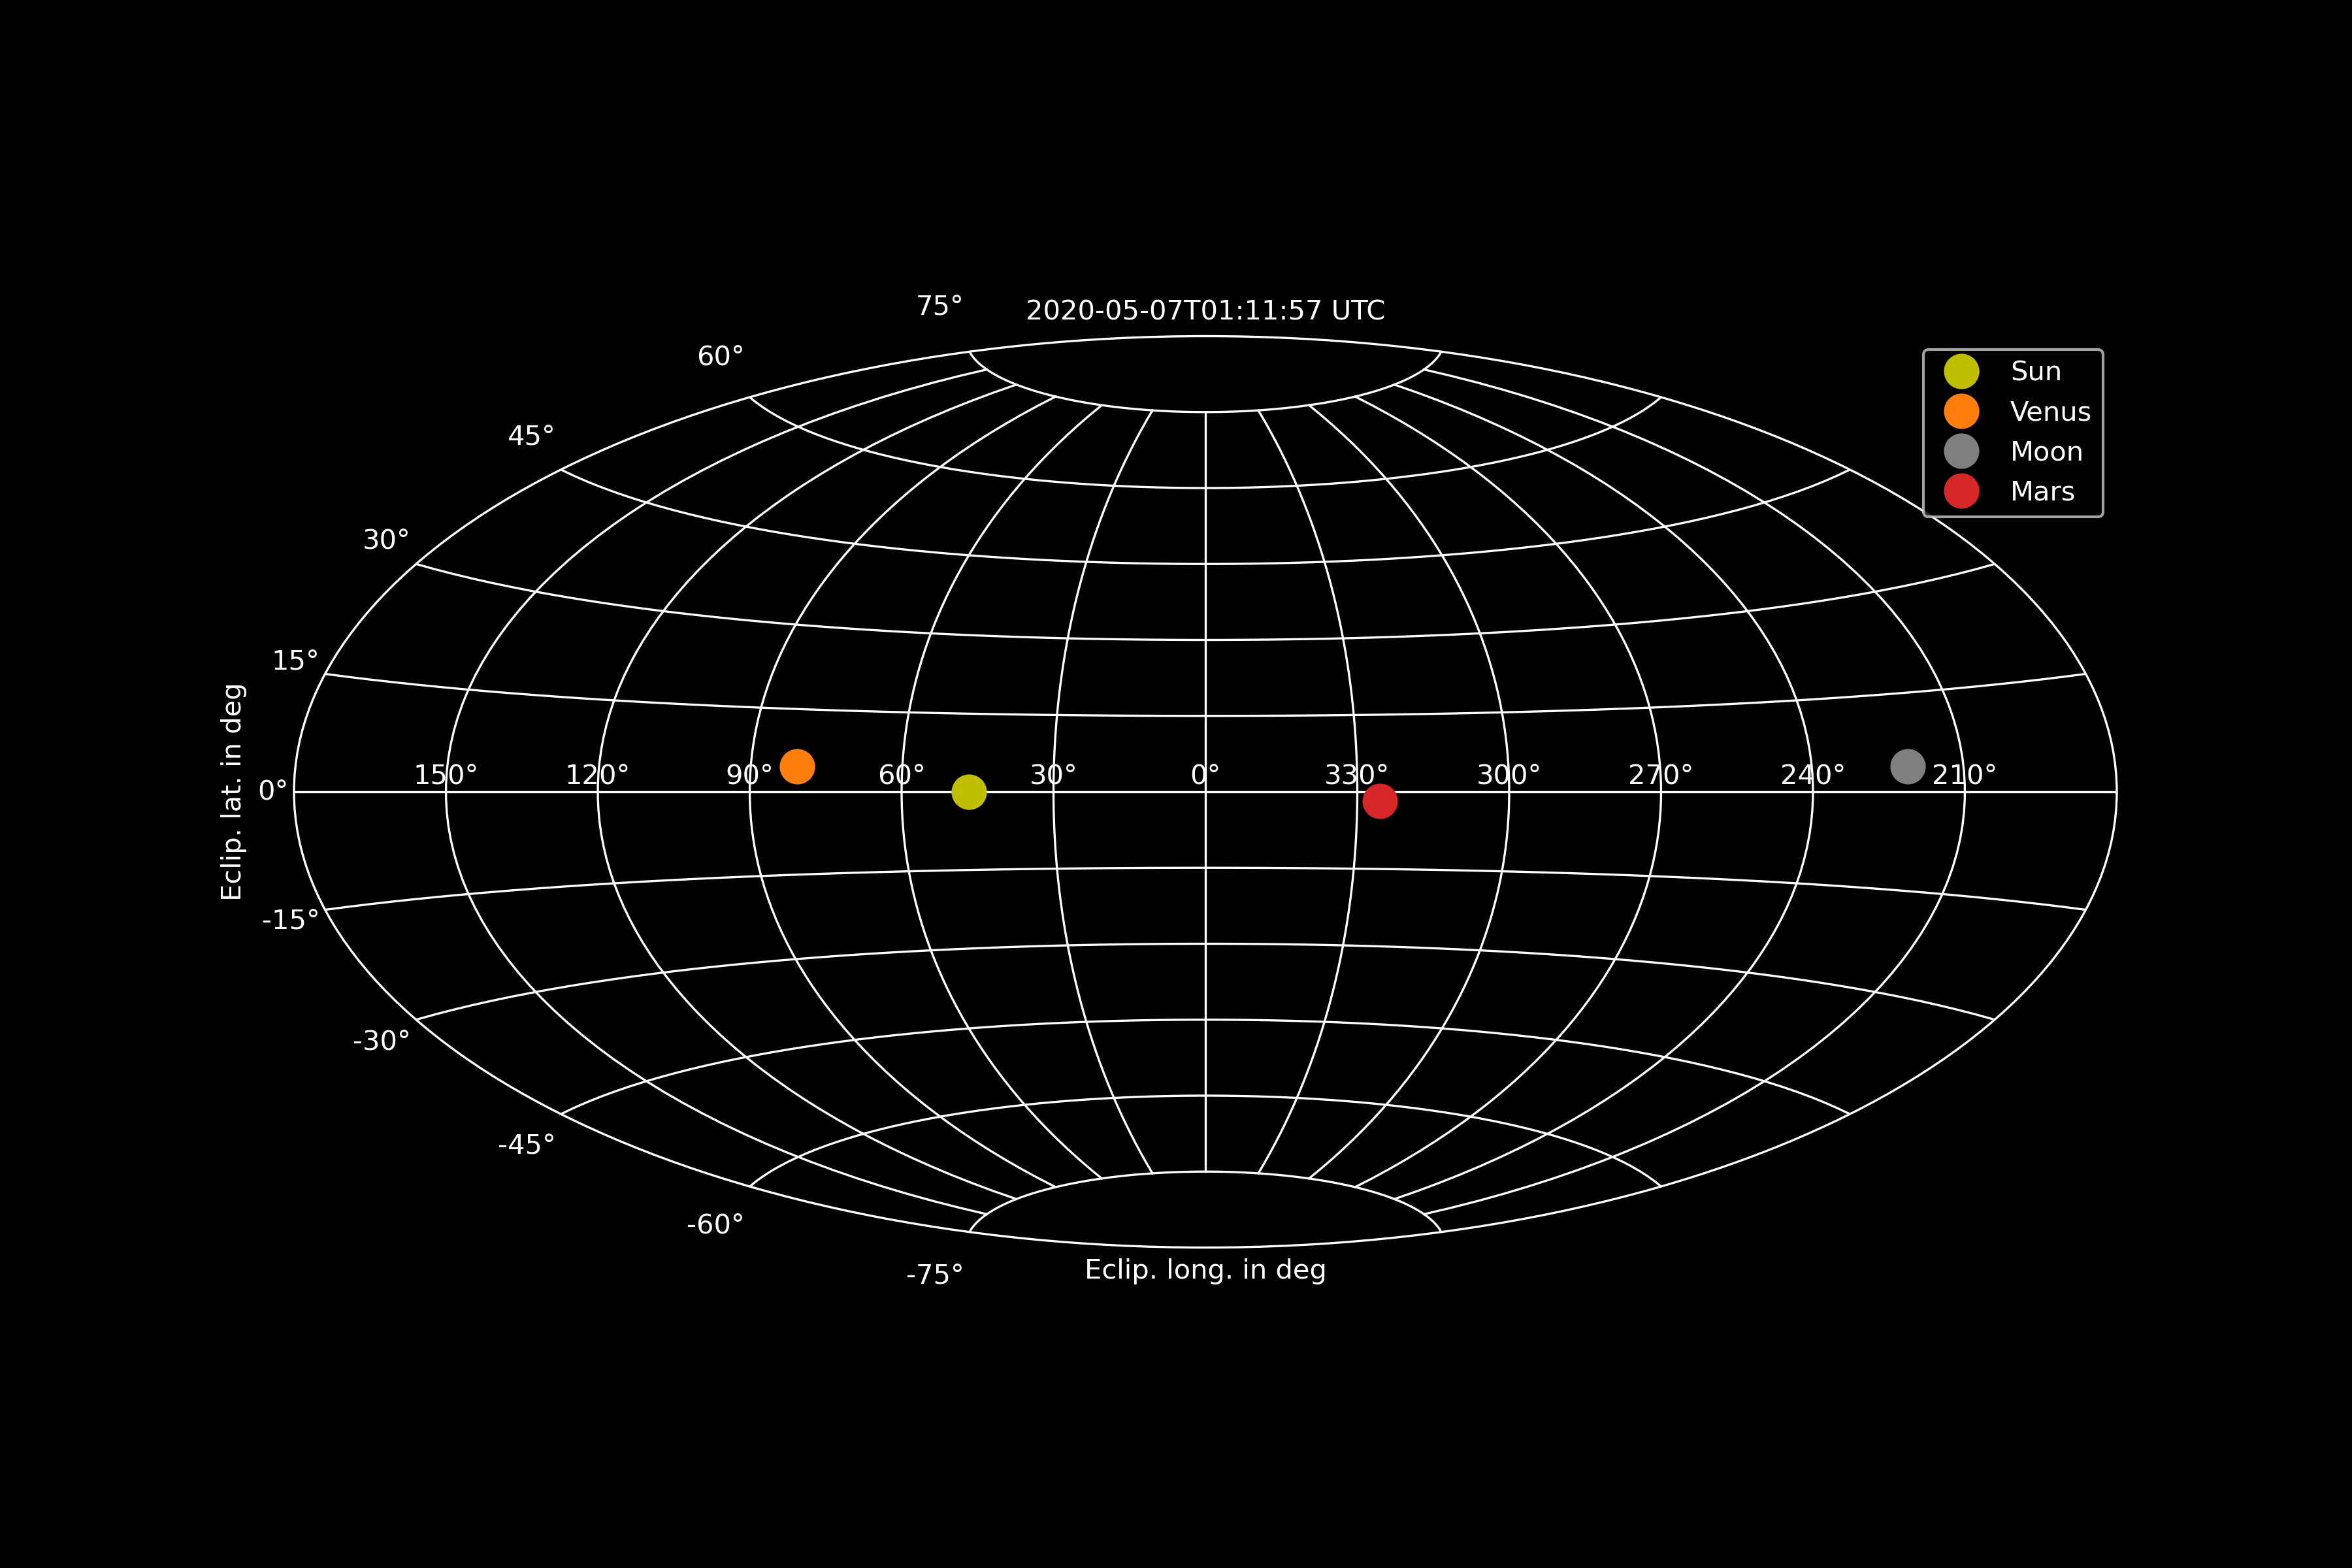 75°
2020-05-07T01:11:57 UTC
60°
Sun
Venus
45°
Moon
Mars
30°
15°
150° 120° 90° 60° 30° 0° 330° 300° 270° 240° 210°
0°
Eclip. lat. in deg
-15°
-30°
-45°
-60°
-75°
Eclip. long. in deg